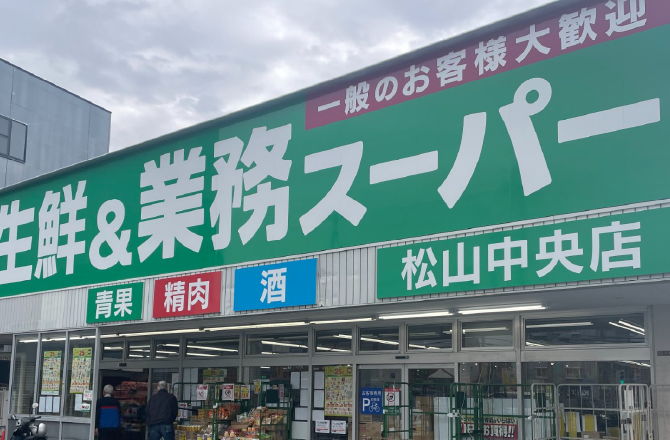 一般のお客様大歓迎
生鮮&業務スーパー
青果
精肉
酒
松山中央店
P